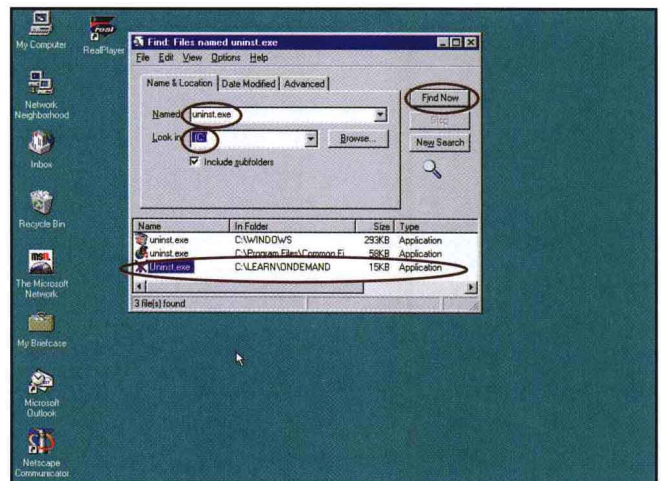 My Computer
real
RealPlayer
Network
Neighborhood
Inbox
Recycle Bin
msn.
The Microsoft
Network
My Briefcase
Microsoft
Outlook
Netscape
Communicator
Find: Files named uninst.exe
File Edit View Options Help
Name & Location Date Modified Advanced
Named: uninst.exe
Look in:
Browse...
Include subfolders
Find Now
Stop
New Search
Name In Folder Size Type
uninst.exe C:\WINDOWS 293KB Application
uninst.exe C:\Program Files\Common Fi... 58KB Application
Uninst.exe C:\LEARN\ONDEMAND 15KB Application
3 file(s) found